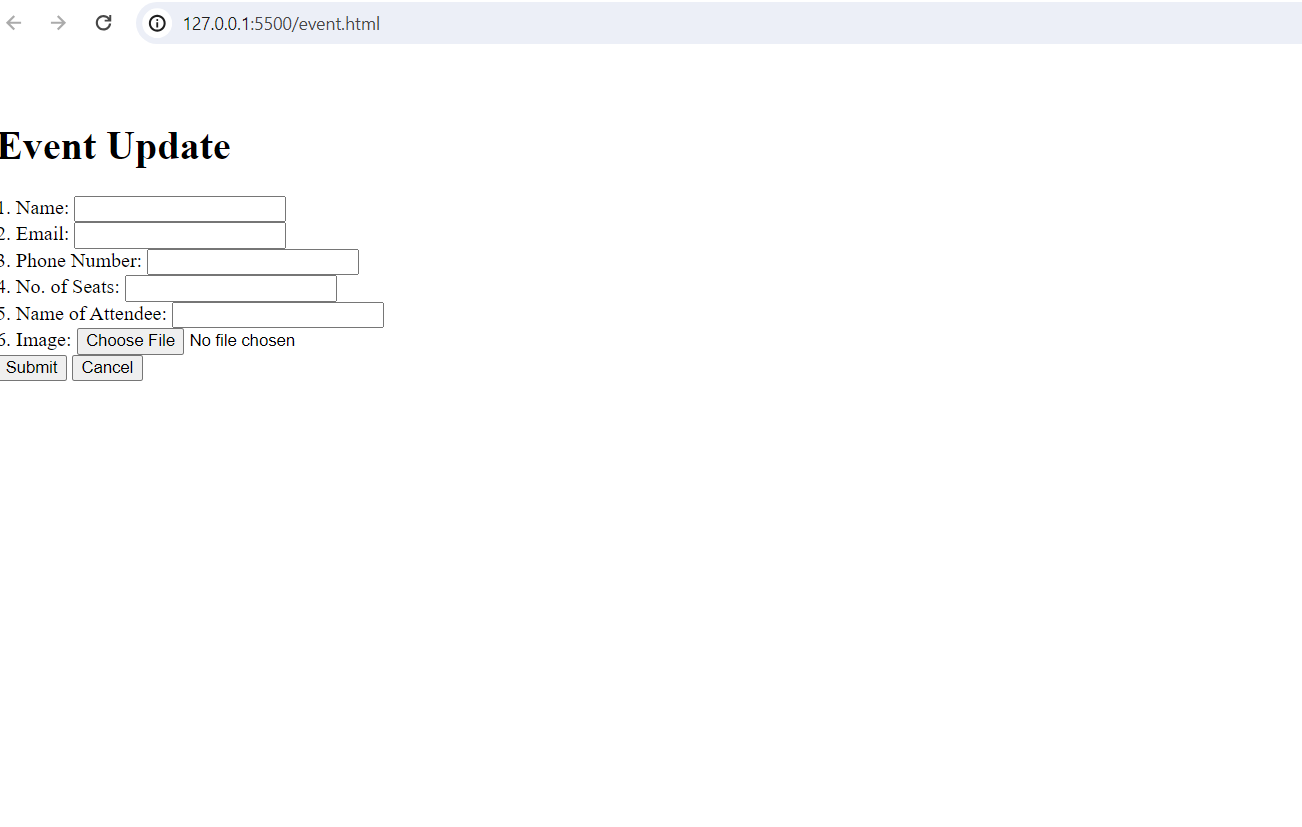 127.0.0.1:5500/event.html
Event Update
1. Name:
2. Email:
3. Phone Number:
4. No. of Seats:
5. Name of Attendee:
6. Image: Choose File No file chosen
Submit Cancel